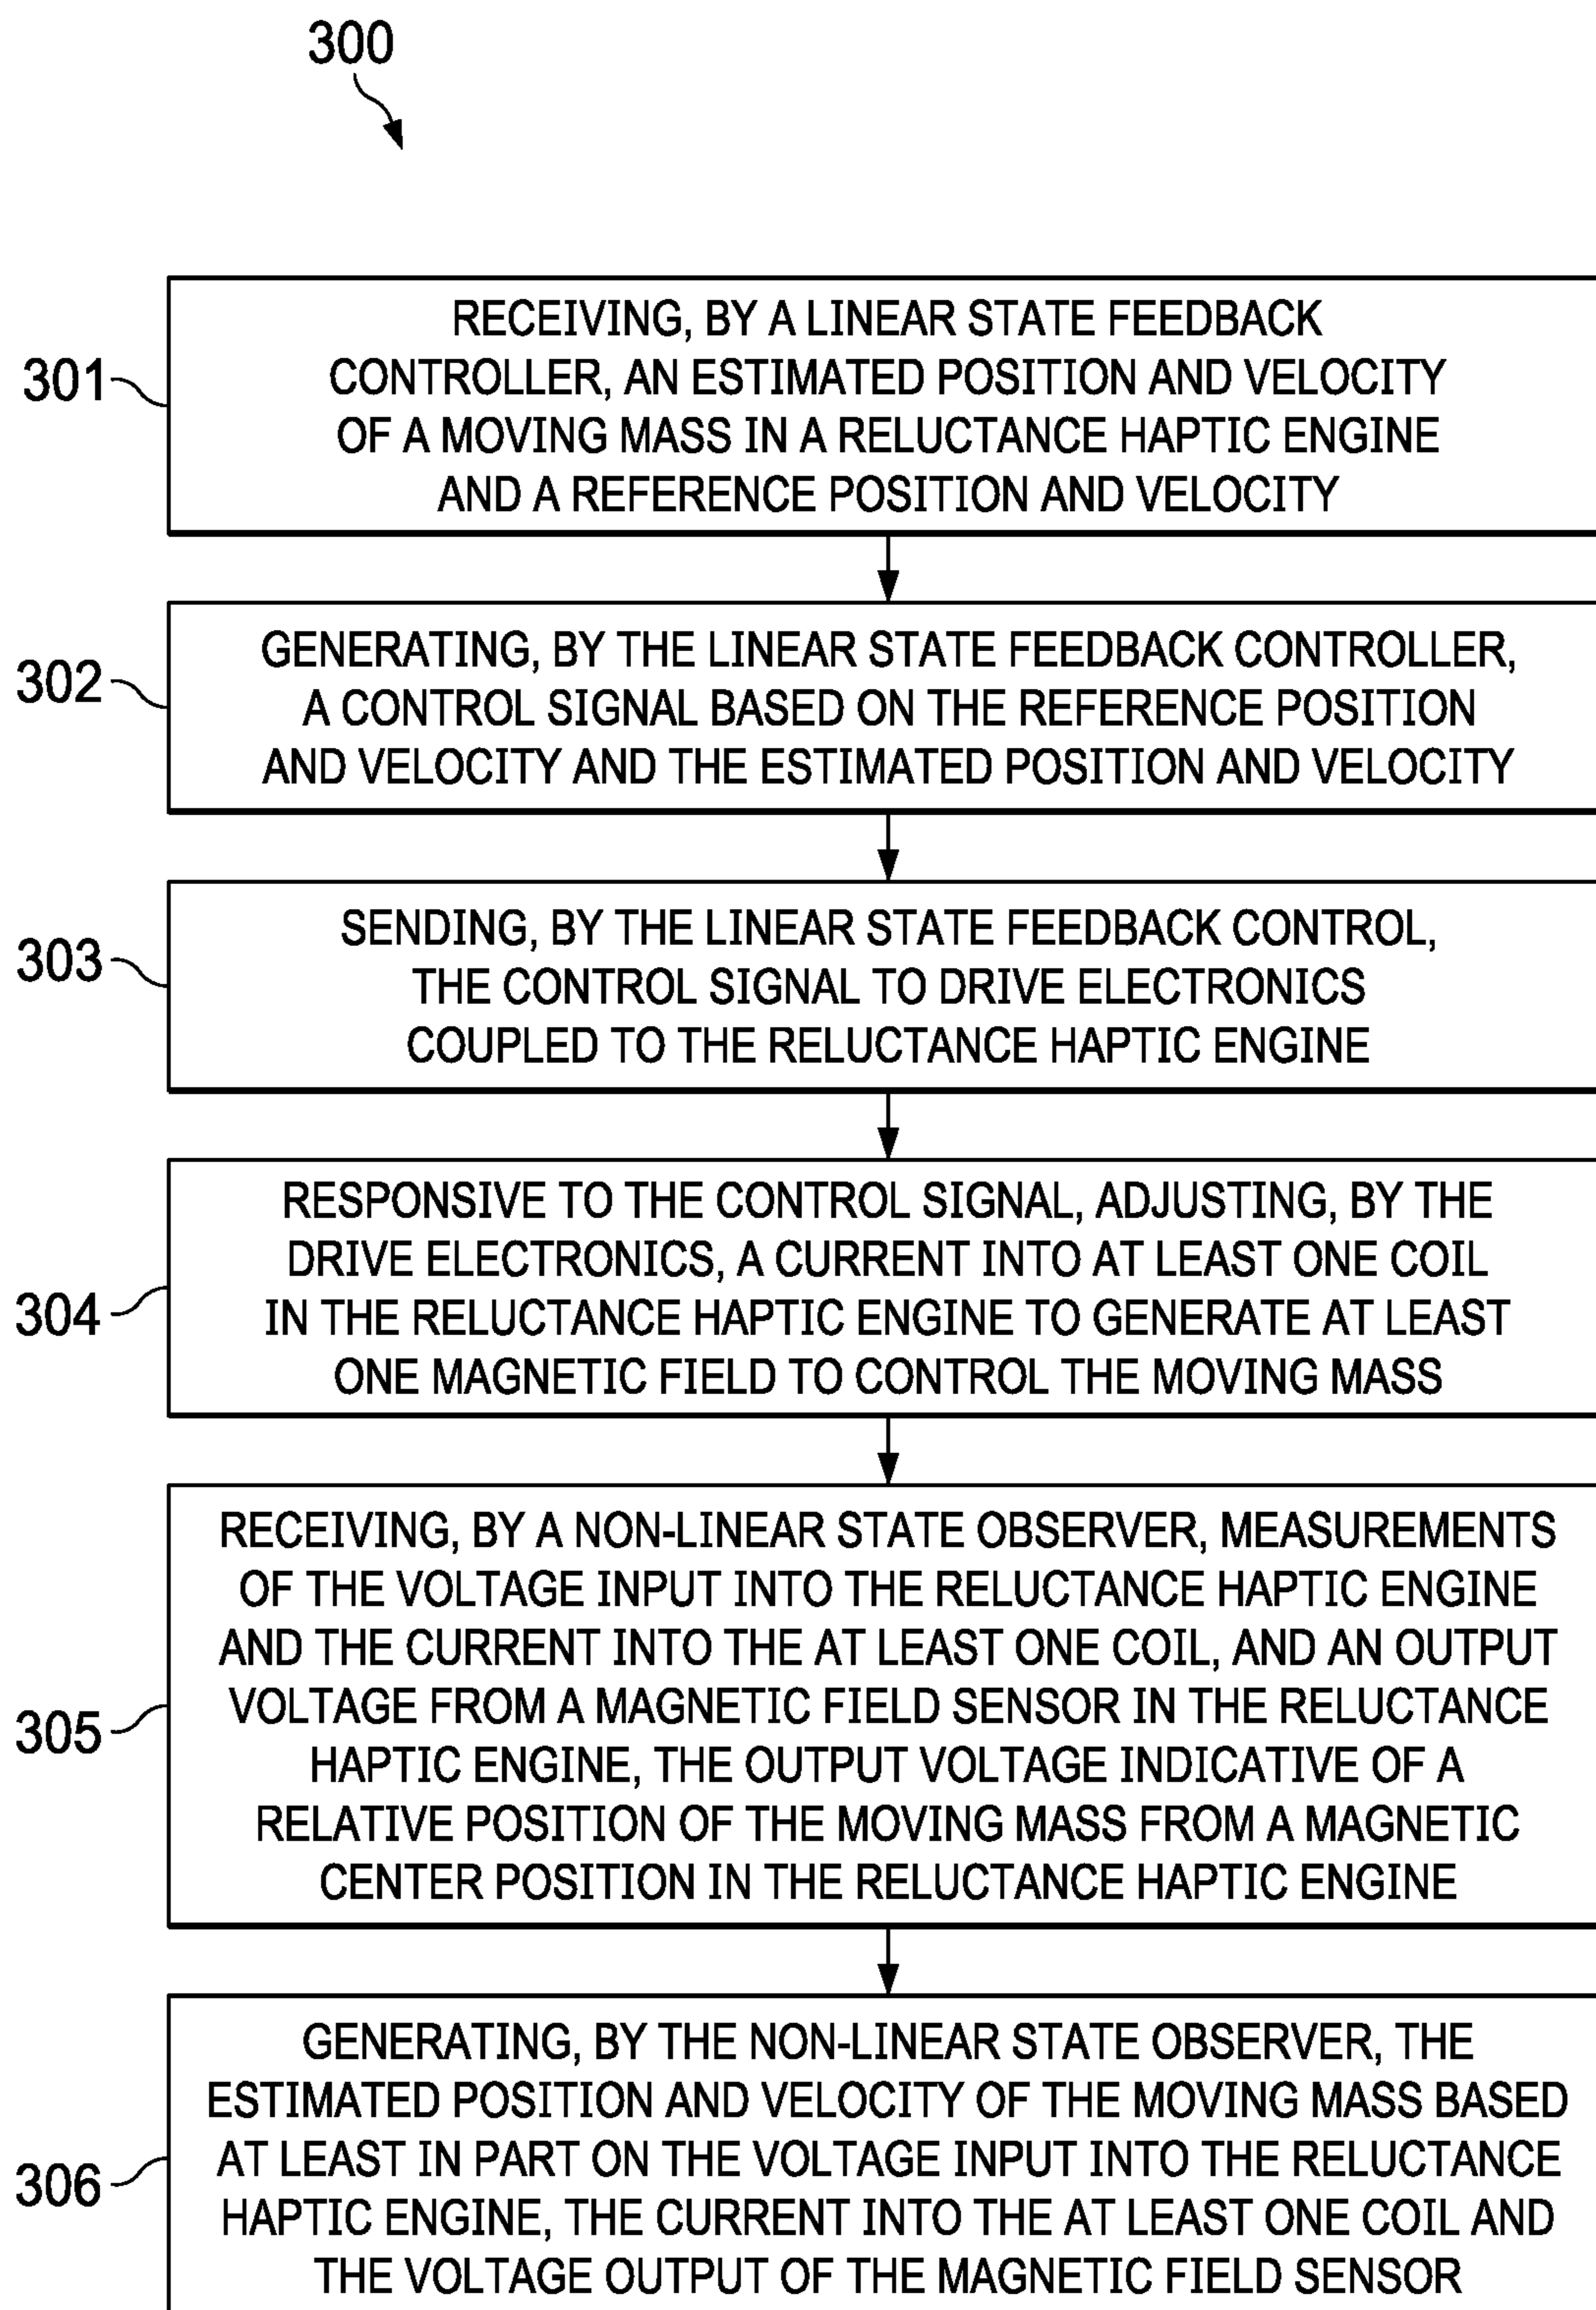 300
301
RECEIVING, BY A LINEAR STATE FEEDBACK
CONTROLLER, AN ESTIMATED POSITION AND VELOCITY
OF A MOVING MASS IN A RELUCTANCE HAPTIC ENGINE
AND A REFERENCE POSITION AND VELOCITY
302
GENERATING, BY THE LINEAR STATE FEEDBACK CONTROLLER,
A CONTROL SIGNAL BASED ON THE REFERENCE POSITION
AND VELOCITY AND THE ESTIMATED POSITION AND VELOCITY
303
SENDING, BY THE LINEAR STATE FEEDBACK CONTROL,
THE CONTROL SIGNAL TO DRIVE ELECTRONICS
COUPLED TO THE RELUCTANCE HAPTIC ENGINE
304
RESPONSIVE TO THE CONTROL SIGNAL, ADJUSTING, BY THE
DRIVE ELECTRONICS, A CURRENT INTO AT LEAST ONE COIL
IN THE RELUCTANCE HAPTIC ENGINE TO GENERATE AT LEAST
ONE MAGNETIC FIELD TO CONTROL THE MOVING MASS
305
RECEIVING, BY A NON-LINEAR STATE OBSERVER, MEASUREMENTS
OF THE VOLTAGE INPUT INTO THE RELUCTANCE HAPTIC ENGINE
AND THE CURRENT INTO THE AT LEAST ONE COIL, AND AN OUTPUT
VOLTAGE FROM A MAGNETIC FIELD SENSOR IN THE RELUCTANCE
HAPTIC ENGINE, THE OUTPUT VOLTAGE INDICATIVE OF A
RELATIVE POSITION OF THE MOVING MASS FROM A MAGNETIC
CENTER POSITION IN THE RELUCTANCE HAPTIC ENGINE
306
GENERATING, BY THE NON-LINEAR STATE OBSERVER, THE
ESTIMATED POSITION AND VELOCITY OF THE MOVING MASS BASED
AT LEAST IN PART ON THE VOLTAGE INPUT INTO THE RELUCTANCE
HAPTIC ENGINE, THE CURRENT INTO THE AT LEAST ONE COIL AND
THE VOLTAGE OUTPUT OF THE MAGNETIC FIELD SENSOR